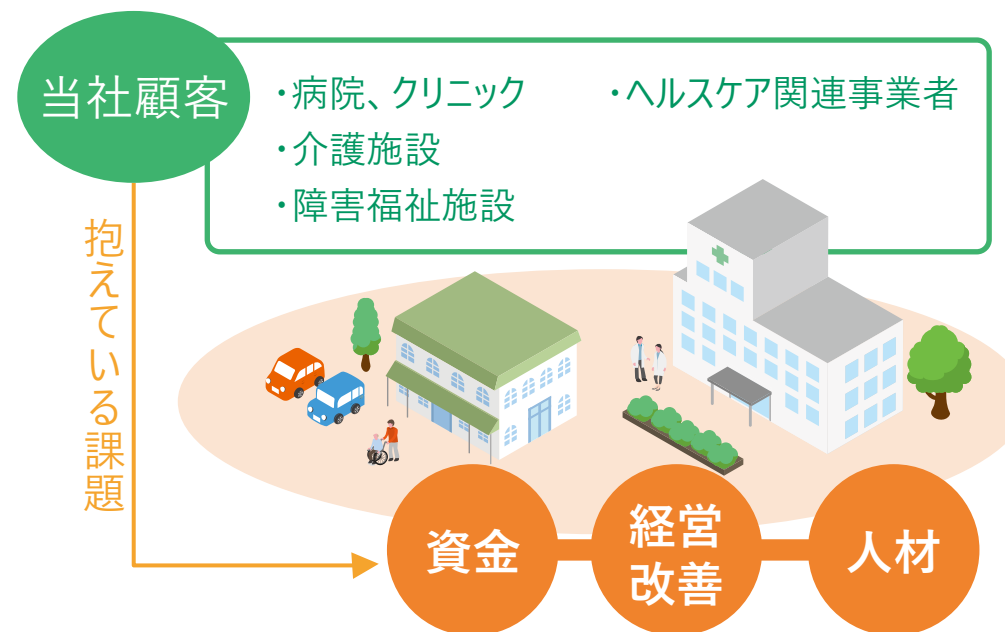 当社顧客
・病院、クリニック
・介護施設
・障害福祉施設
・ヘルスケア関連事業者
抱えている課題
資金
経営
改善
人材